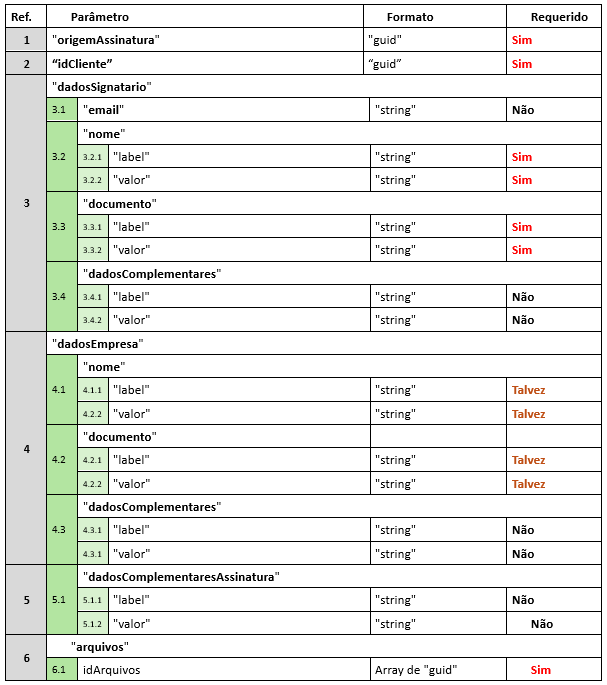 Ref. Parâmetro Formato Requerido
1 "origemAssinatura" "guid" Sim
2 “idCliente” “guid” Sim
3 "dadosSignatario"
3.1 "email" "string" Não
3.2 "nome"
3.2.1 "label" "string" Sim
3.2.2 "valor" "string" Sim
3.3 "documento"
3.3.1 "label" "string" Sim
3.3.2 "valor" "string" Sim
3.4 "dadosComplementares"
3.4.1 "label" "string" Não
3.4.2 "valor" "string" Não
4 "dadosEmpresa"
4.1 "nome"
4.1.1 "label" "string" Talvez
4.2.2 "valor" "string" Talvez
4.2 "documento"
4.2.1 "label" "string" Talvez
4.2.2 "valor" "string" Talvez
4.3 "dadosComplementares"
4.3.1 "label" "string" Não
4.3.1 "valor" "string" Não
5 5.1 "dadosComplementaresAssinatura"
5.1.1 "label" "string" Não
5.1.2 "valor" "string" Não
6 "arquivos"
6.1 idArquivos Array de "guid" Sim